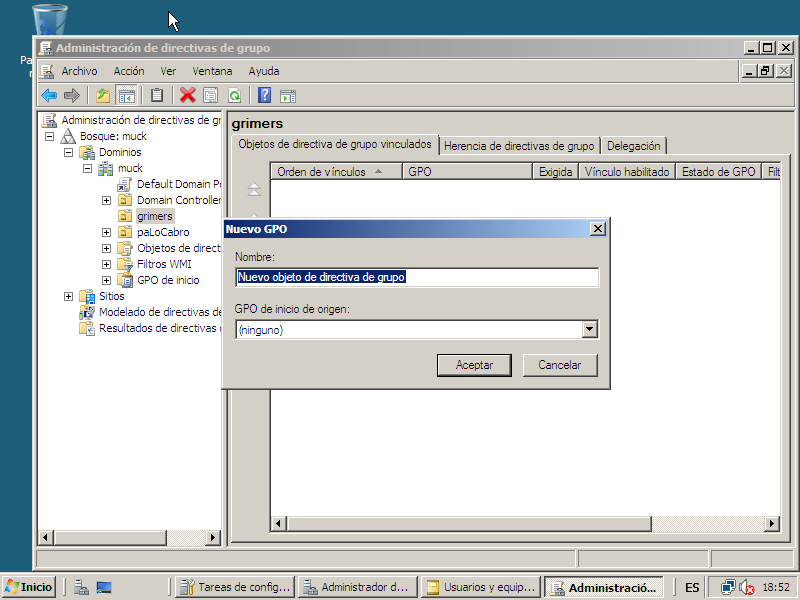 Administración de directivas de grupo
Archivo Acción Ver Ventana Ayuda
Administración de directivas de gr
Bosque: muck
Dominios
muck
Default Domain Po
Domain Controller
grimers
paLoCabro
Objetos de direct
Filtros WMI
GPO de inicio
Sitios
Modelado de directivas de
Resultados de directivas
grimers
Objetos de directiva de grupo vinculados Herencia de directivas de grupo Delegación
Orden de vínculos GPO Exigida Vínculo habilitado Estado de GPO Filt
Nuevo GPO
Nombre:
Nuevo objeto de directiva de grupo
GPO de inicio de origen:
(ninguno)
Aceptar Cancelar
Inicio Tareas de config... Administrador d... Usuarios y equip... Administració... ES 18:52